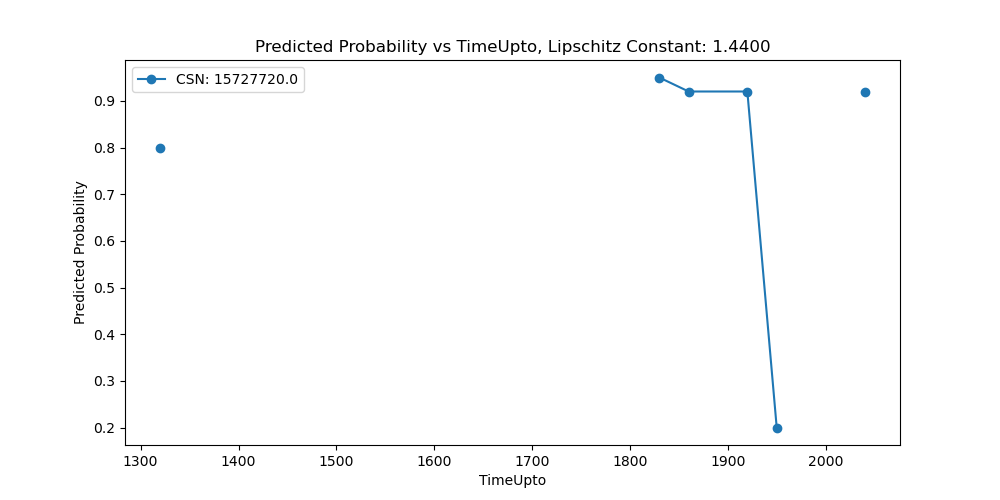 Predicted Probability vs TimeUpto, Lipschitz Constant: 1.4400
CSN: 15727720.0
Predicted Probability
0.9
0.8
0.7
0.6
0.5
0.4
0.3
0.2
1300 1400 1500 1600 1700 1800 1900 2000
TimeUpto